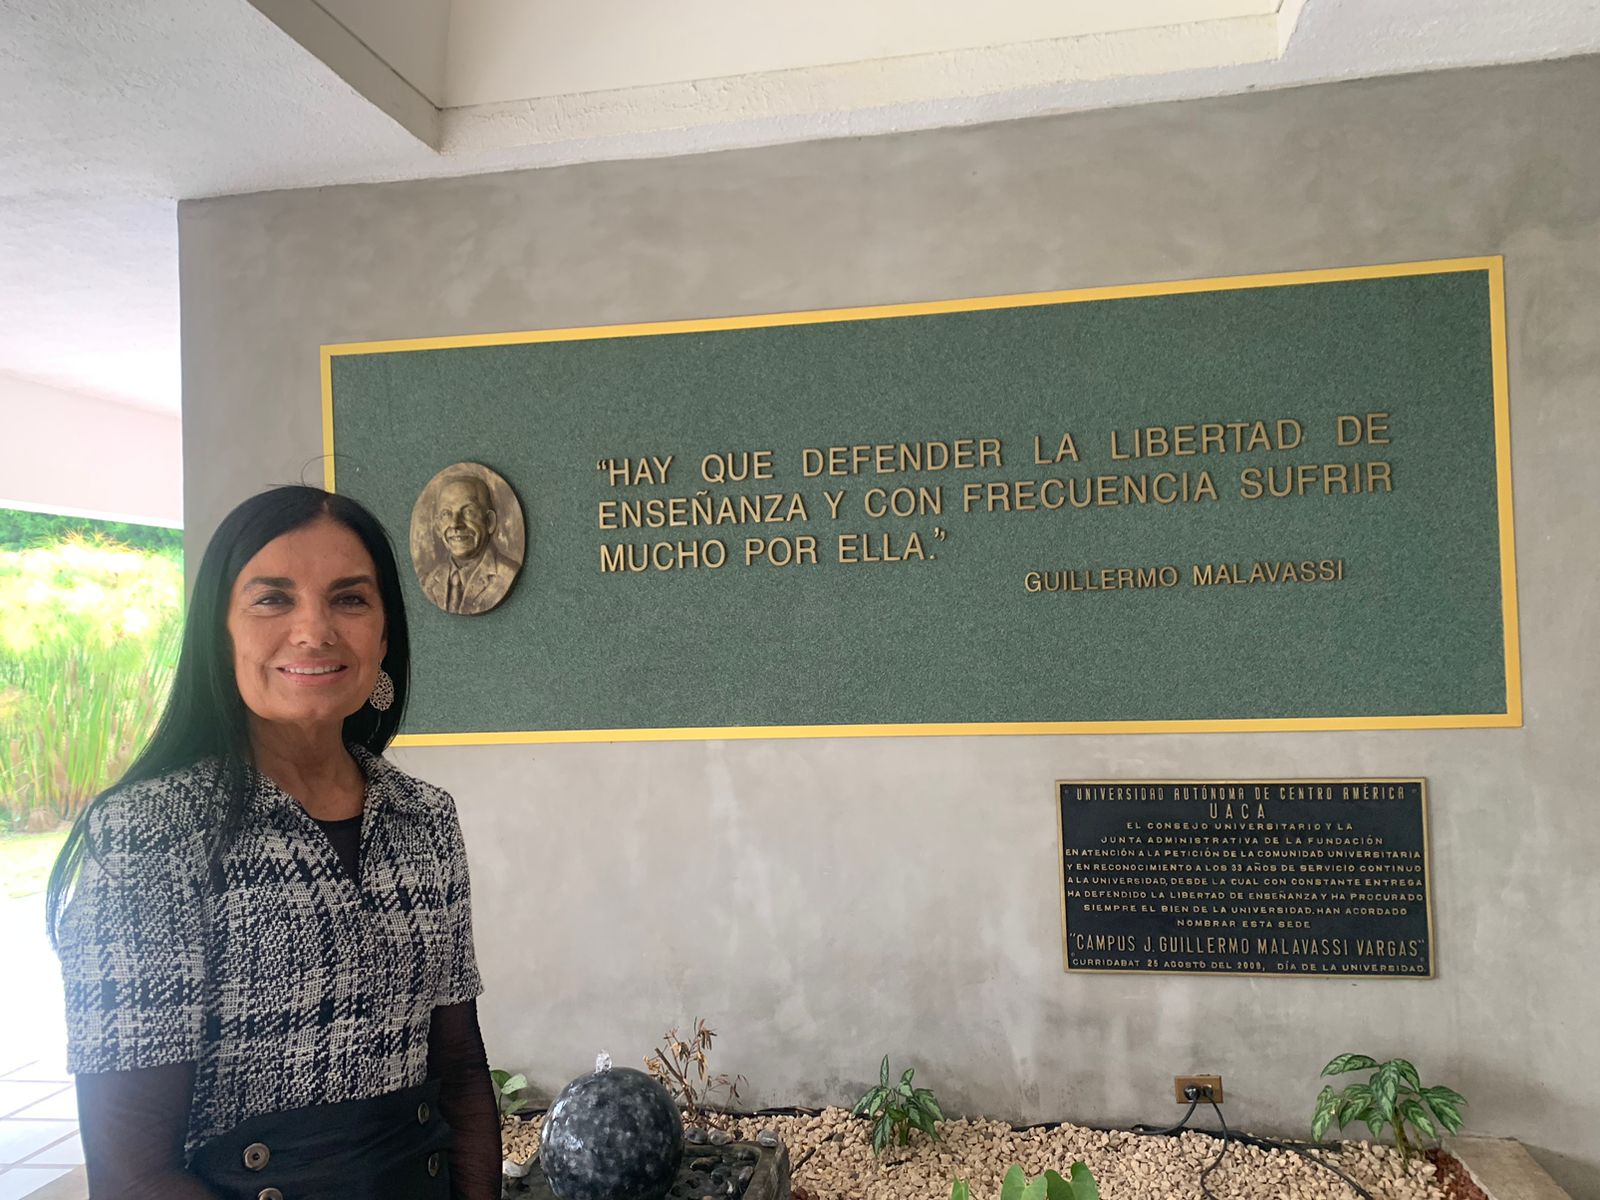 “HAY QUE DEFENDER LA LIBERTAD DE
ENSEÑANZA Y CON FRECUENCIA SUFRIR
MUCHO POR ELLA.”
GUILLERMO MALAVASSI
UNIVERSIDAD AUTÓNOMA DE CENTRO AMÉRICA
UACA
EL CONSEJO UNIVERSITARIO Y LA
JUNTA ADMINISTRATIVA DE LA FUNDACIÓN
EN ATENCIÓN A LA PETICIÓN DE LA COMUNIDAD UNIVERSITARIA
Y EN RECONOCIMIENTO A LOS 33 AÑOS DE SERVICIO CONTINUO
A LA UNIVERSIDAD, DESDE LA CUAL CON CONSTANTE ENTREGA
HA DEFENDIDO LA LIBERTAD DE ENSEÑANZA Y HA PROCURADO
SIEMPRE EL BIEN DE LA UNIVERSIDAD, HAN ACORDADO
NOMBRAR ESTA SEDE
"CAMPUS J. GUILLERMO MALAVASSI VARGAS"
CURRIDABAT, 25 AGOSTO DEL 2009, DÍA DE LA UNIVERSIDAD.